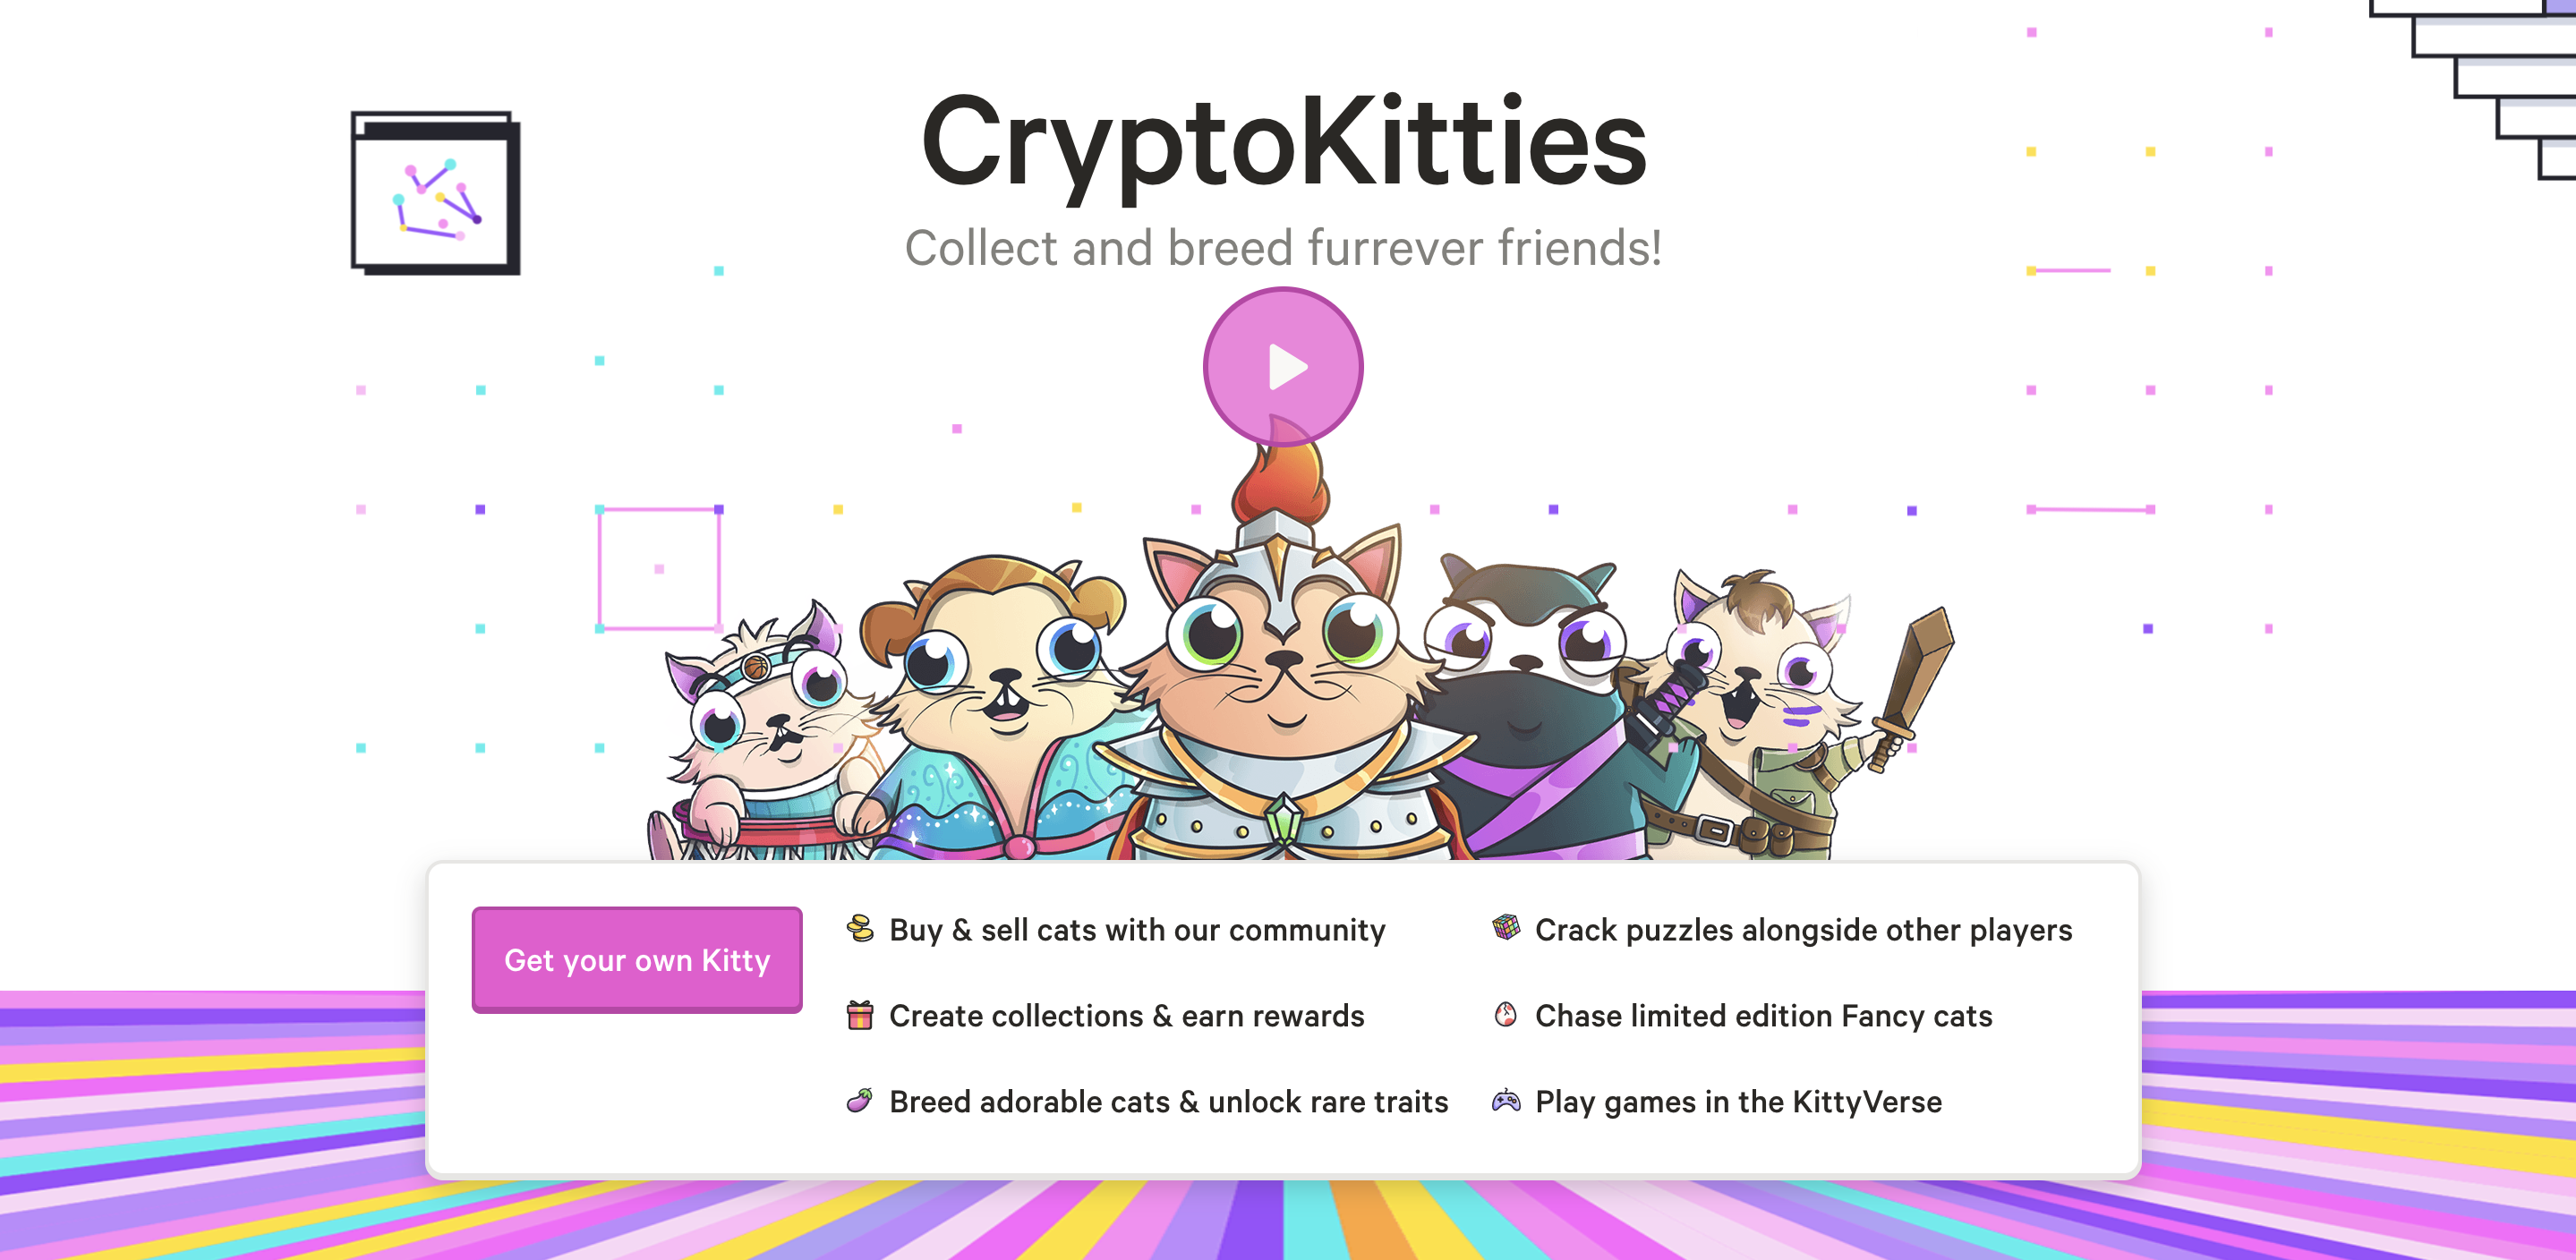 CryptoKitties
Collect and breed furrever friends!
Get your own Kitty
Buy & sell cats with our community
Create collections & earn rewards
Breed adorable cats & unlock rare traits
Crack puzzles alongside other players
Chase limited edition Fancy cats
Play games in the KittyVerse